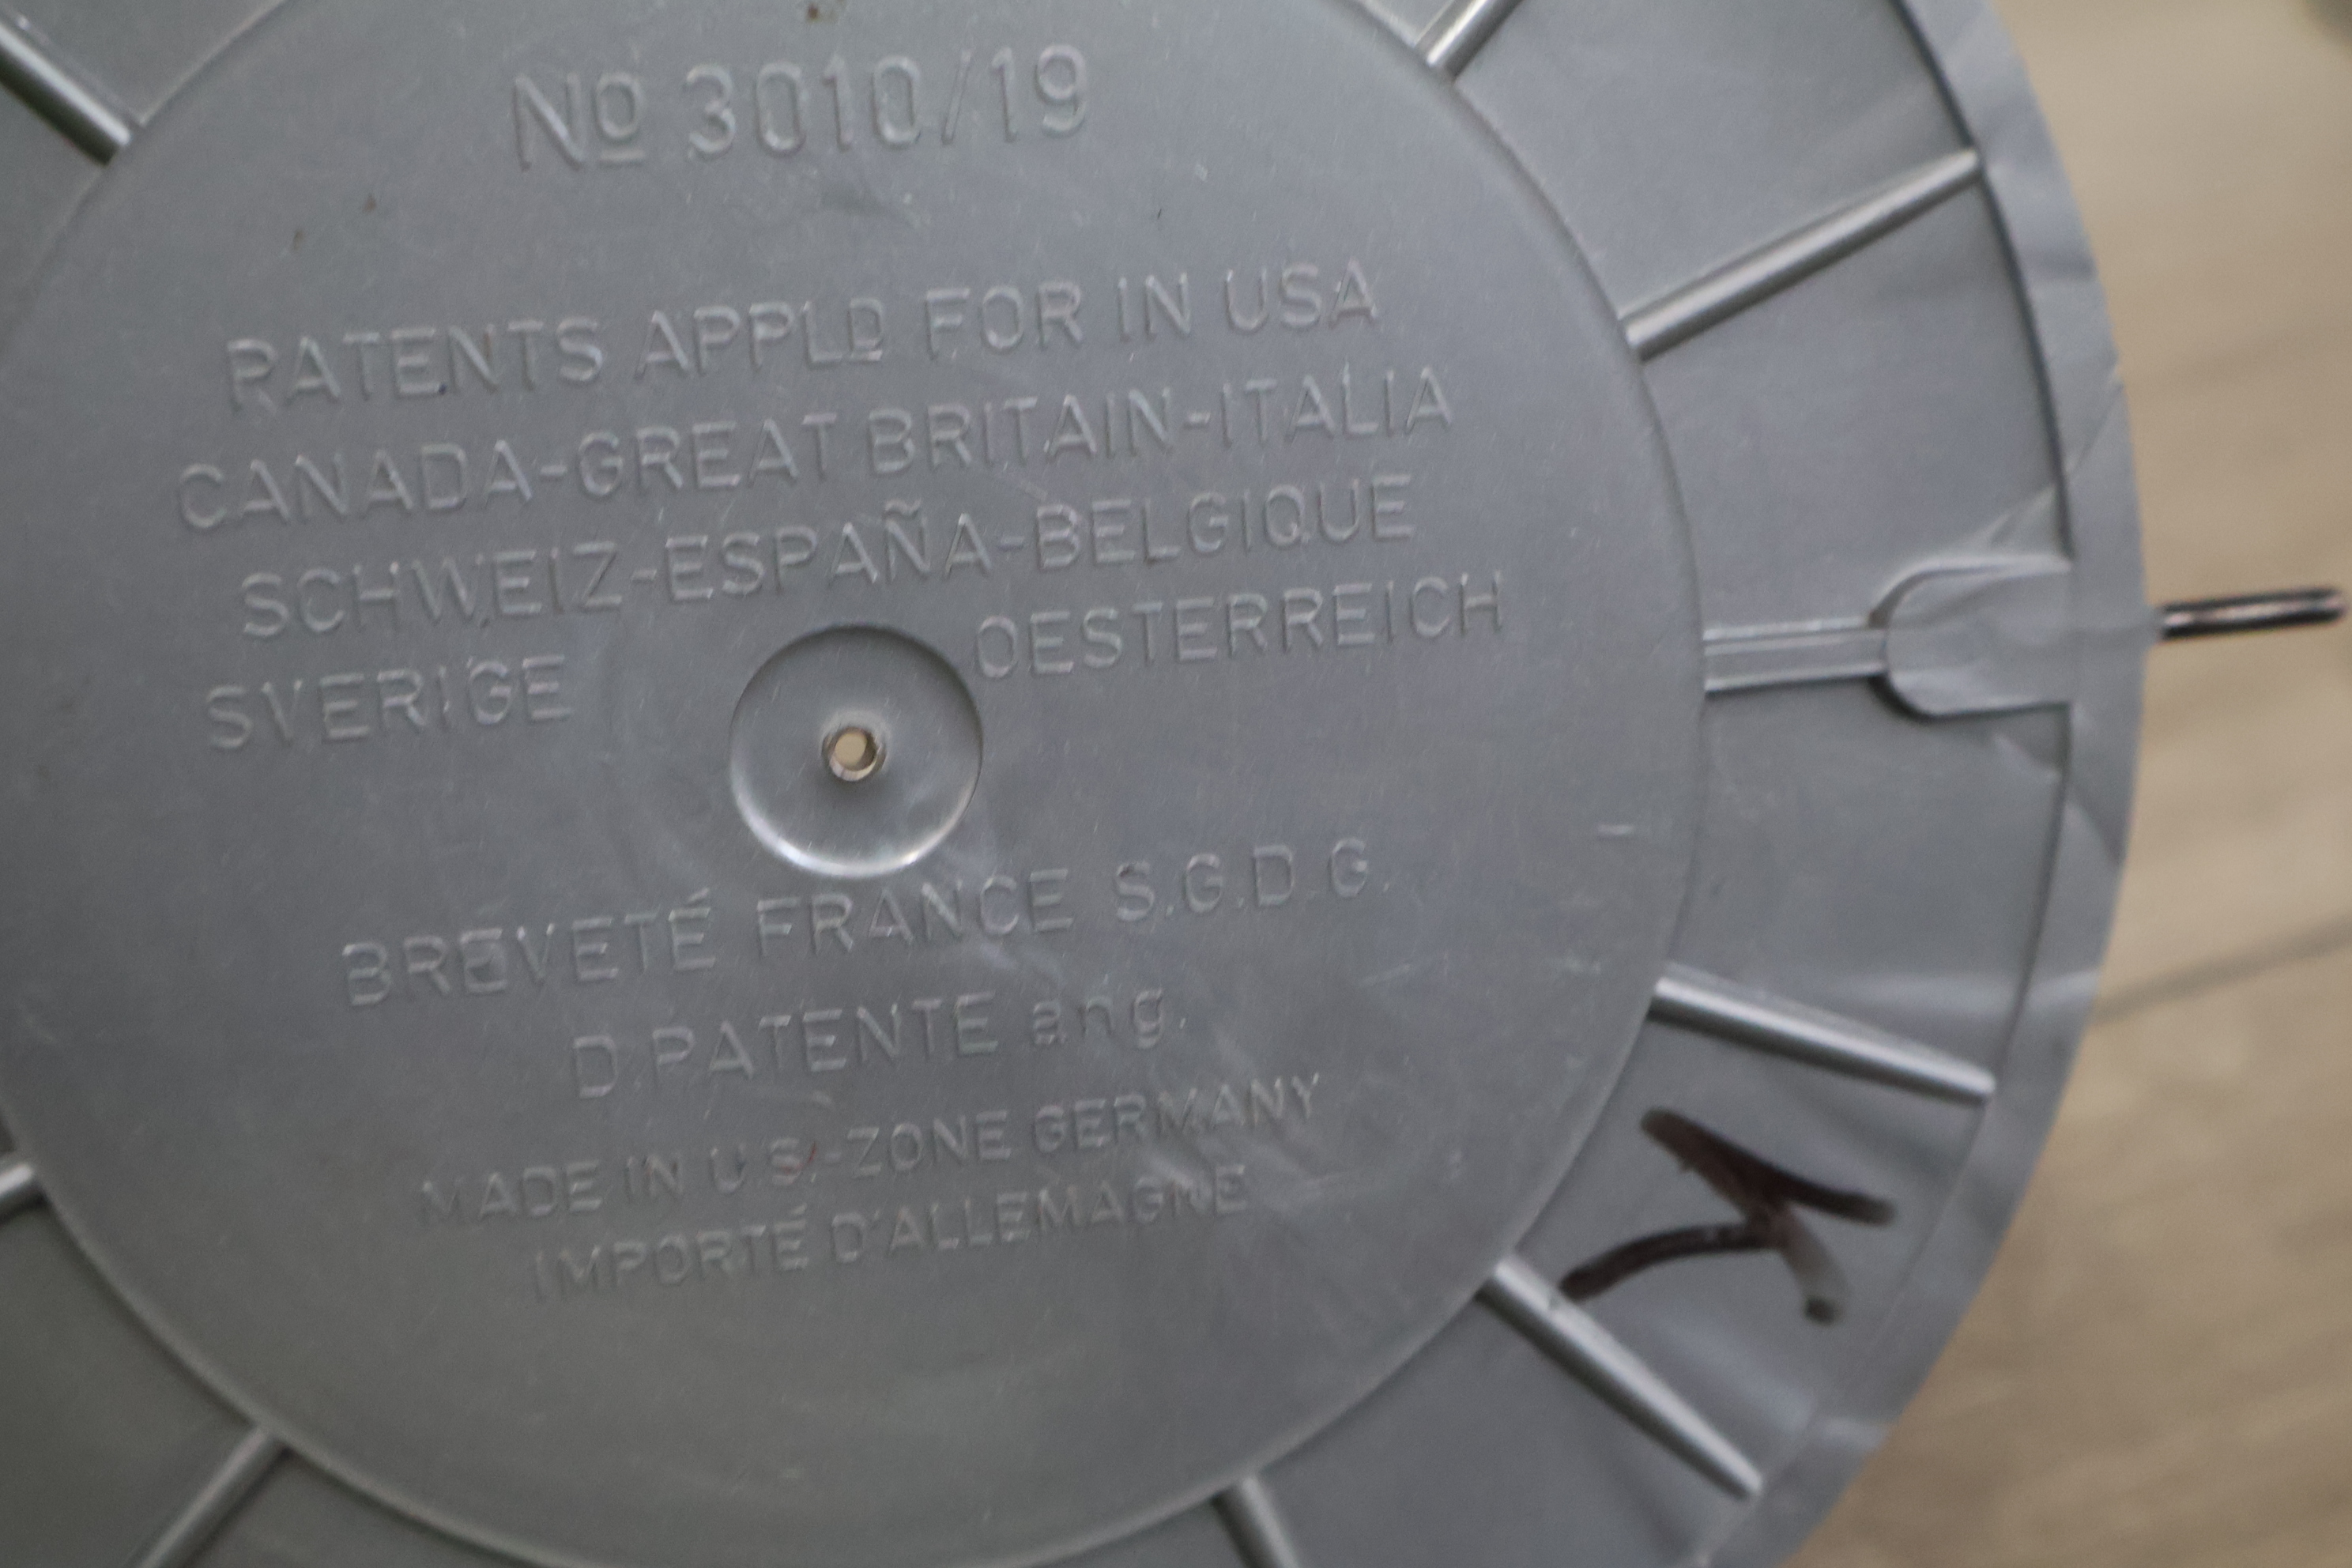 Nº 3010/19
PATENTS APPLD FOR IN USA
CANADA-GREAT BRITAIN-ITALIA
SCHWEIZ-ESPAÑA-BELGIQUE
SVERIGE OESTERREICH
BREVETÉ FRANCE S.G.D.G.
D.PATENTE ang.
MADE IN U.S.-ZONE GERMANY
IMPORTÉ D'ALLEMAGNE